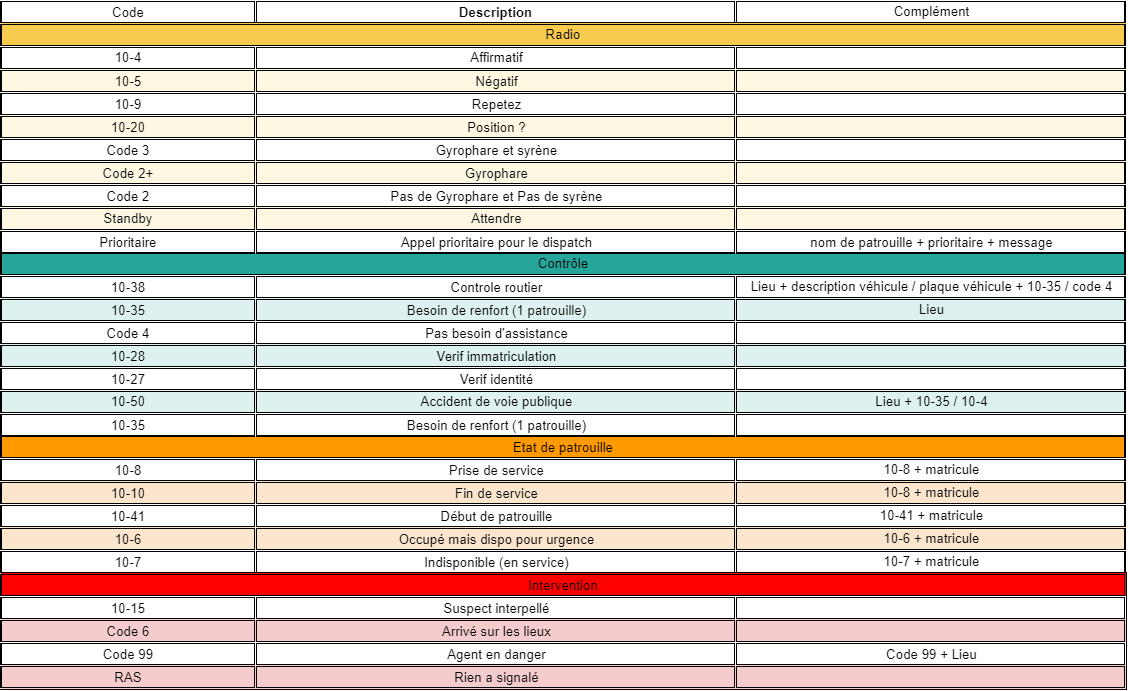 Code Description Complément
Radio
10-4 Affirmatif
10-5 Négatif
10-9 Repetez
10-20 Position ?
Code 3 Gyrophare et syrène
Code 2+ Gyrophare
Code 2 Pas de Gyrophare et Pas de syrène
Standby Attendre
Prioritaire Appel prioritaire pour le dispatch nom de patrouille + prioritaire + message
Contrôle
10-38 Controle routier Lieu + description véhicule / plaque véhicule + 10-35 / code 4
10-35 Besoin de renfort (1 patrouille) Lieu
Code 4 Pas besoin d'assistance
10-28 Verif immatriculation
10-27 Verif identité
10-50 Accident de voie publique Lieu + 10-35 / 10-4
10-35 Besoin de renfort (1 patrouille)
Etat de patrouille
10-8 Prise de service 10-8 + matricule
10-10 Fin de service 10-8 + matricule
10-41 Début de patrouille 10-41 + matricule
10-6 Occupé mais dispo pour urgence 10-6 + matricule
10-7 Indisponible (en service) 10-7 + matricule
Intervention
10-15 Suspect interpellé
Code 6 Arrivé sur les lieux
Code 99 Agent en danger Code 99 + Lieu
RAS Rien a signalé